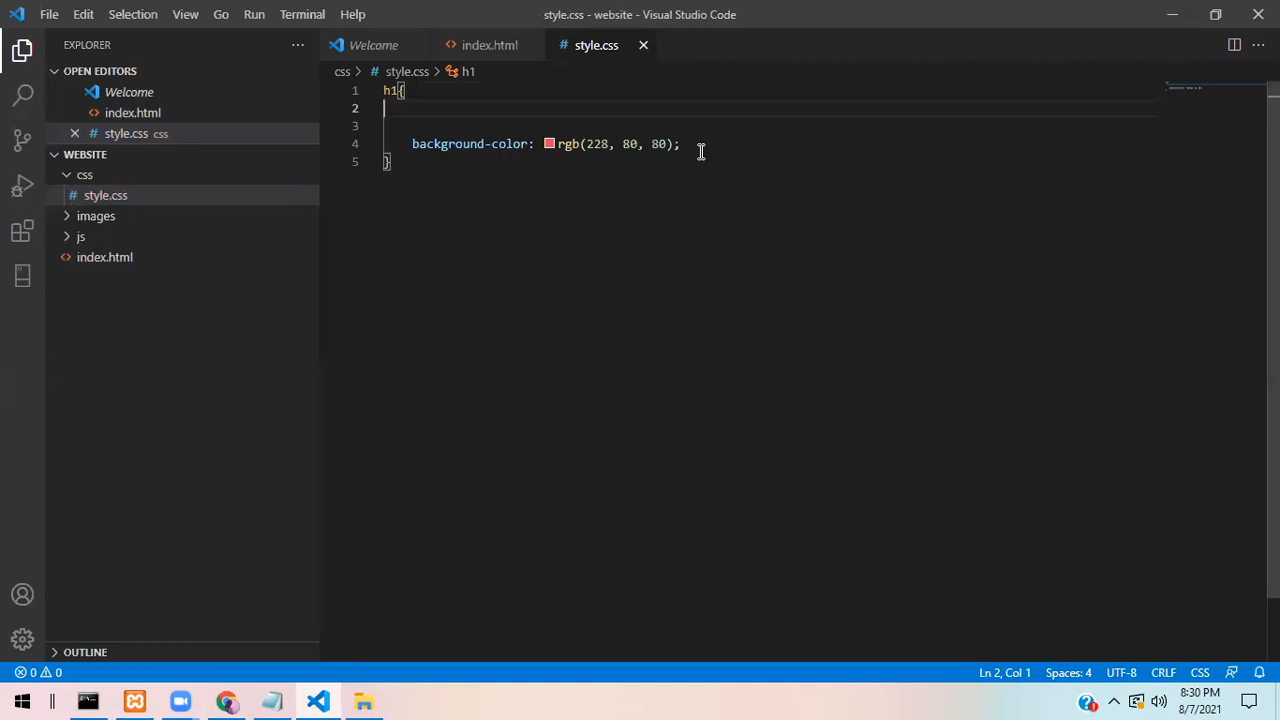 File Edit Selection View Go Run Terminal Help style.css - website - Visual Studio Code
EXPLORER
Welcome index.html style.css
OPEN EDITORS
css style.css h1
Welcome
index.html
style.css css
WEBSITE
css
style.css
images
js
index.html
1 h1{
2
3
4 background-color: rgb(228, 80, 80);
5 }
OUTLINE
0 0 Ln 2, Col 1 Spaces: 4 UTF-8 CRLF CSS
8:30 PM
8/7/2021